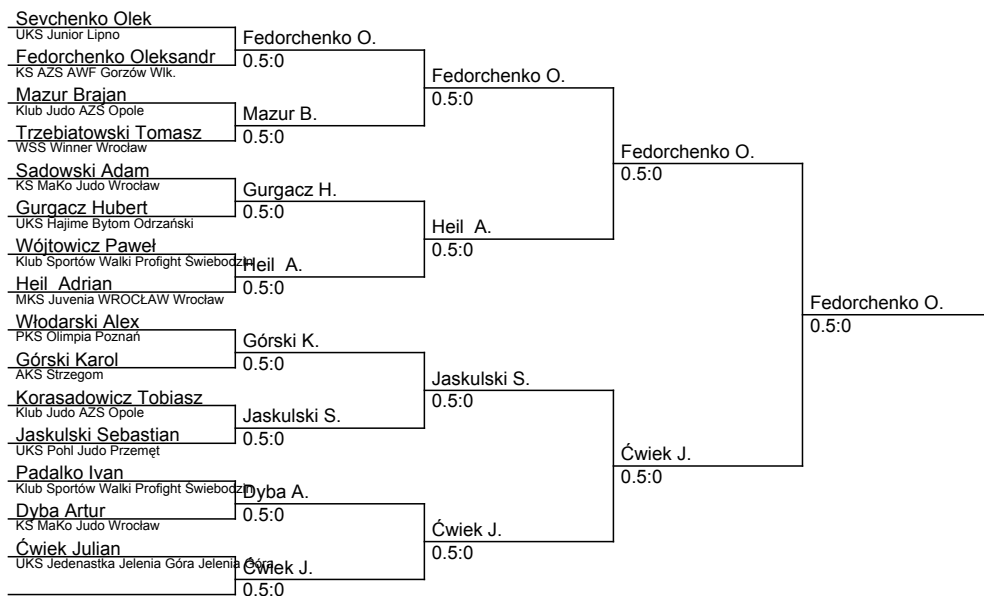 Sevchenko Olek
UKS Junior Lipno
Fedorchenko Oleksandr
KS AZS AWF Gorzów Wlk.
Mazur Brajan
Klub Judo AZS Opole
Trzebiatowski Tomasz
WSS Winner Wrocław
Sadowski Adam
KS MaKo Judo Wrocław
Gurgacz Hubert
UKS Hajime Bytom Odrzański
Wójtowicz Paweł
Klub Sportów Walki Profight Świebodzin
Heil Adrian
MKS Juvenia WROCŁAW Wrocław
Włodarski Alex
PKS Olimpia Poznań
Górski Karol
AKS Strzegom
Korasadowicz Tobiasz
Klub Judo AZS Opole
Jaskulski Sebastian
UKS Pohl Judo Przemęt
Padalko Ivan
Klub Sportów Walki Profight Świebodzin
Dyba Artur
KS MaKo Judo Wrocław
Ćwiek Julian
UKS Jedenastka Jelenia Góra Jelenia Góra
Fedorchenko O.
0.5:0
Mazur B.
0.5:0
Gurgacz H.
0.5:0
Heil A.
0.5:0
Górski K.
0.5:0
Jaskulski S.
0.5:0
Dyba A.
0.5:0
Ćwiek J.
0.5:0
Fedorchenko O.
0.5:0
Heil A.
0.5:0
Jaskulski S.
0.5:0
Ćwiek J.
0.5:0
Fedorchenko O.
0.5:0
Ćwiek J.
0.5:0
Fedorchenko O.
0.5:0